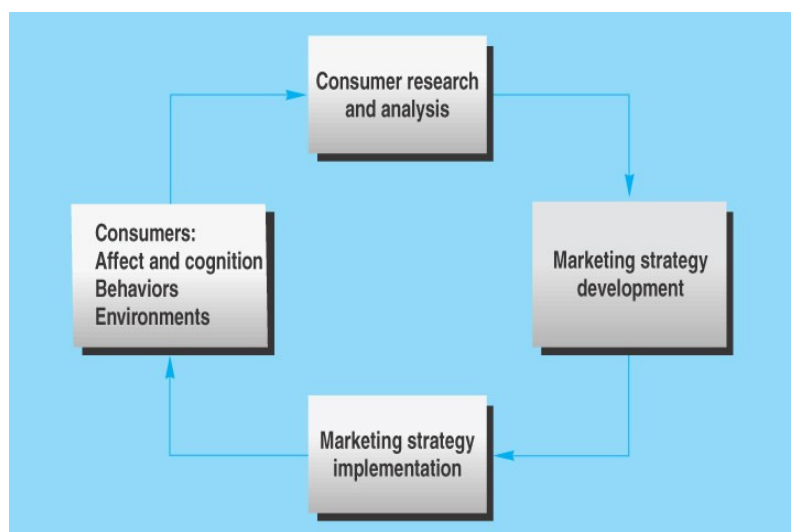 Consumer research
and analysis
Marketing strategy
development
Marketing strategy
implementation
Consumers:
Affect and cognition
Behaviors
Environments